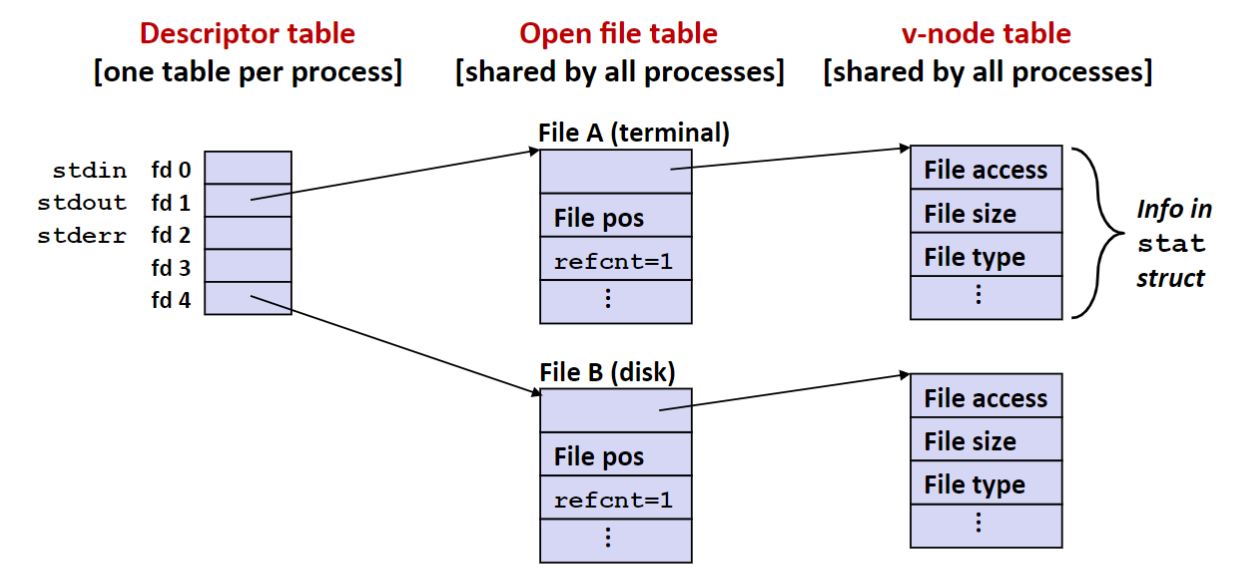 Descriptor table
[one table per process]
Open file table
[shared by all processes]
v-node table
[shared by all processes]
stdin fd 0
stdout fd 1
stderr fd 2
fd 3
fd 4
File A (terminal)
File pos
refcnt=1
⋮
File access
File size
File type
⋮
Info in
stat
struct
File B (disk)
File pos
refcnt=1
⋮
File access
File size
File type
⋮